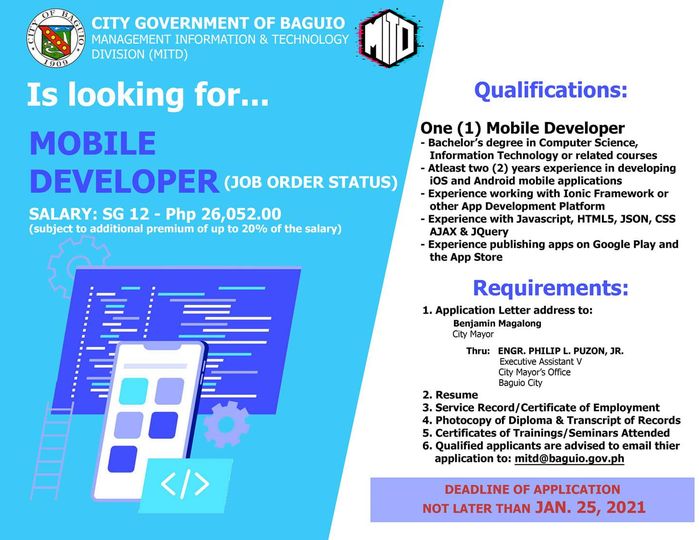 CITY OF BAGUIO
1909
CITY GOVERNMENT OF BAGUIO
MANAGEMENT INFORMATION & TECHNOLOGY
DIVISION (MITD)
MITD
Is looking for...
MOBILE
DEVELOPER (JOB ORDER STATUS)
SALARY: SG 12 - Php 26,052.00
(subject to additional premium of up to 20% of the salary)
</>
Qualifications:
One (1) Mobile Developer
- Bachelor's degree in Computer Science,
Information Technology or related courses
- Atleast two (2) years experience in developing
iOS and Android mobile applications
- Experience working with Ionic Framework or
other App Development Platform
- Experience with Javascript, HTML5, JSON, CSS
AJAX & JQuery
- Experience publishing apps on Google Play and
the App Store
Requirements:
1. Application Letter address to:
Benjamin Magalong
City Mayor
Thru: ENGR. PHILIP L. PUZON, JR.
Executive Assistant V
City Mayor's Office
Baguio City
2. Resume
3. Service Record/Certificate of Employment
4. Photocopy of Diploma & Transcript of Records
5. Certificates of Trainings/Seminars Attended
6. Qualified applicants are advised to email thier
application to: mitd@baguio.gov.ph
DEADLINE OF APPLICATION
NOT LATER THAN JAN. 25, 2021